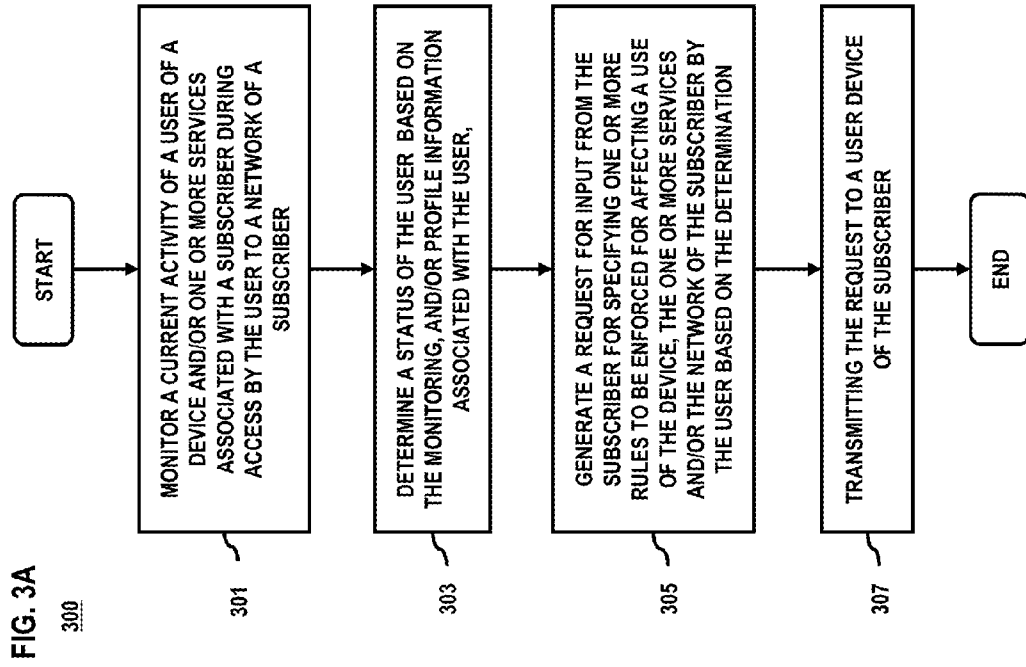 FIG. 3A
300
START
301
MONITOR A CURRENT ACTIVITY OF A USER OF A
DEVICE AND/OR ONE OR MORE SERVICES
ASSOCIATED WITH A SUBSCRIBER DURING
ACCESS BY THE USER TO A NETWORK OF A
SUBSCRIBER
303
DETERMINE A STATUS OF THE USER BASED ON
THE MONITORING, AND/OR PROFILE INFORMATION
ASSOCIATED WITH THE USER,
305
GENERATE A REQUEST FOR INPUT FROM THE
SUBSCRIBER FOR SPECIFYING ONE OR MORE
RULES TO BE ENFORCED FOR AFFECTING A USE
OF THE DEVICE, THE ONE OR MORE SERVICES
AND/OR THE NETWORK OF THE SUBSCRIBER BY
THE USER BASED ON THE DETERMINATION
307
TRANSMITTING THE REQUEST TO A USER DEVICE
OF THE SUBSCRIBER
END